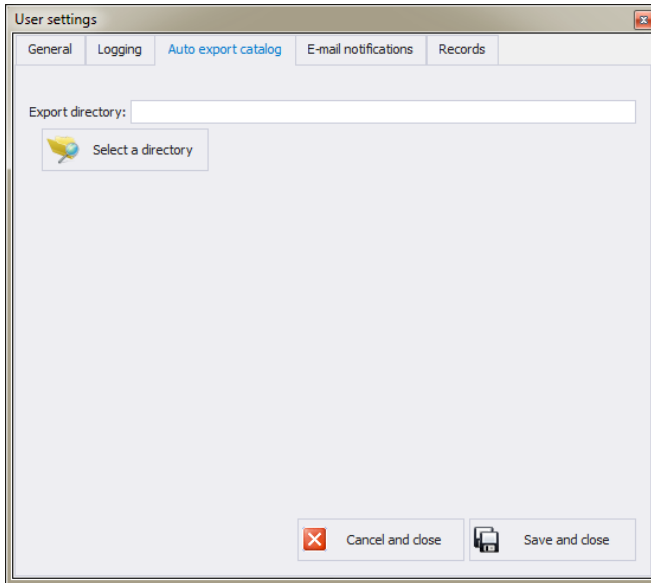 User settings
General Logging Auto export catalog E-mail notifications Records
Export directory:
Select a directory
Cancel and close Save and close